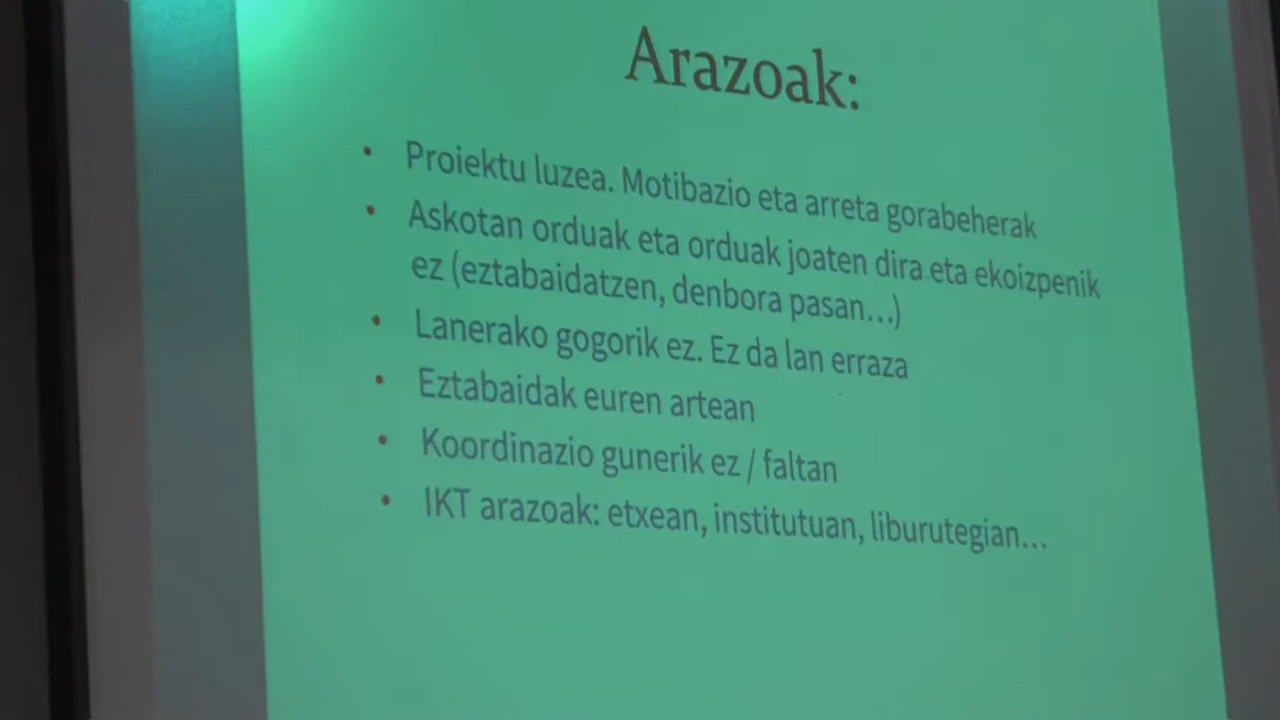 Arazoak:
• Proiektu luzea. Motibazio eta arreta gorabeherak
• Askotan orduak eta orduak joaten dira eta ekoizpenik
ez (eztabaidatzen, denbora pasan...)
• Lanerako gogorik ez. Ez da lan erraza
• Eztabaidak euren artean
• Koordinazio gunerik ez / faltan
• IKT arazoak: etxean, institutuan, liburutegian...